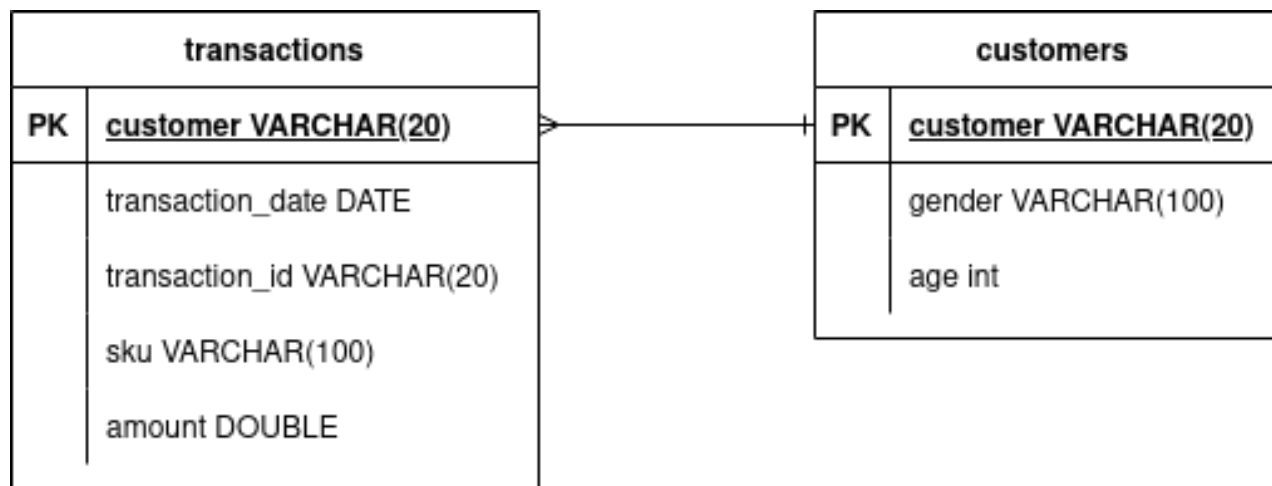 transactions
PK customer VARCHAR(20)
transaction_date DATE
transaction_id VARCHAR(20)
sku VARCHAR(100)
amount DOUBLE
customers
PK customer VARCHAR(20)
gender VARCHAR(100)
age int